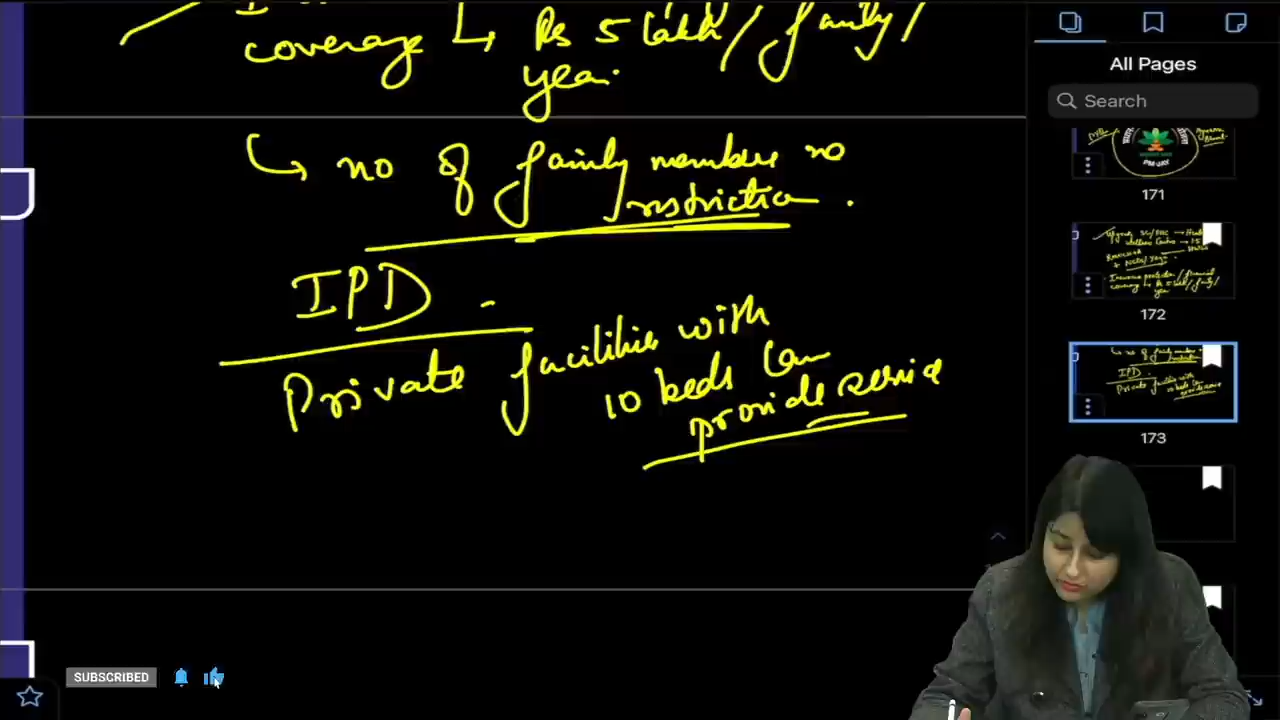 coverage ↳ Rs 5 lakh / family /
year.
↳ no of family members no
restriction.
IPD
Private facilities with
10 beds can
provide service
All Pages
Search
171
172
173
SUBSCRIBED